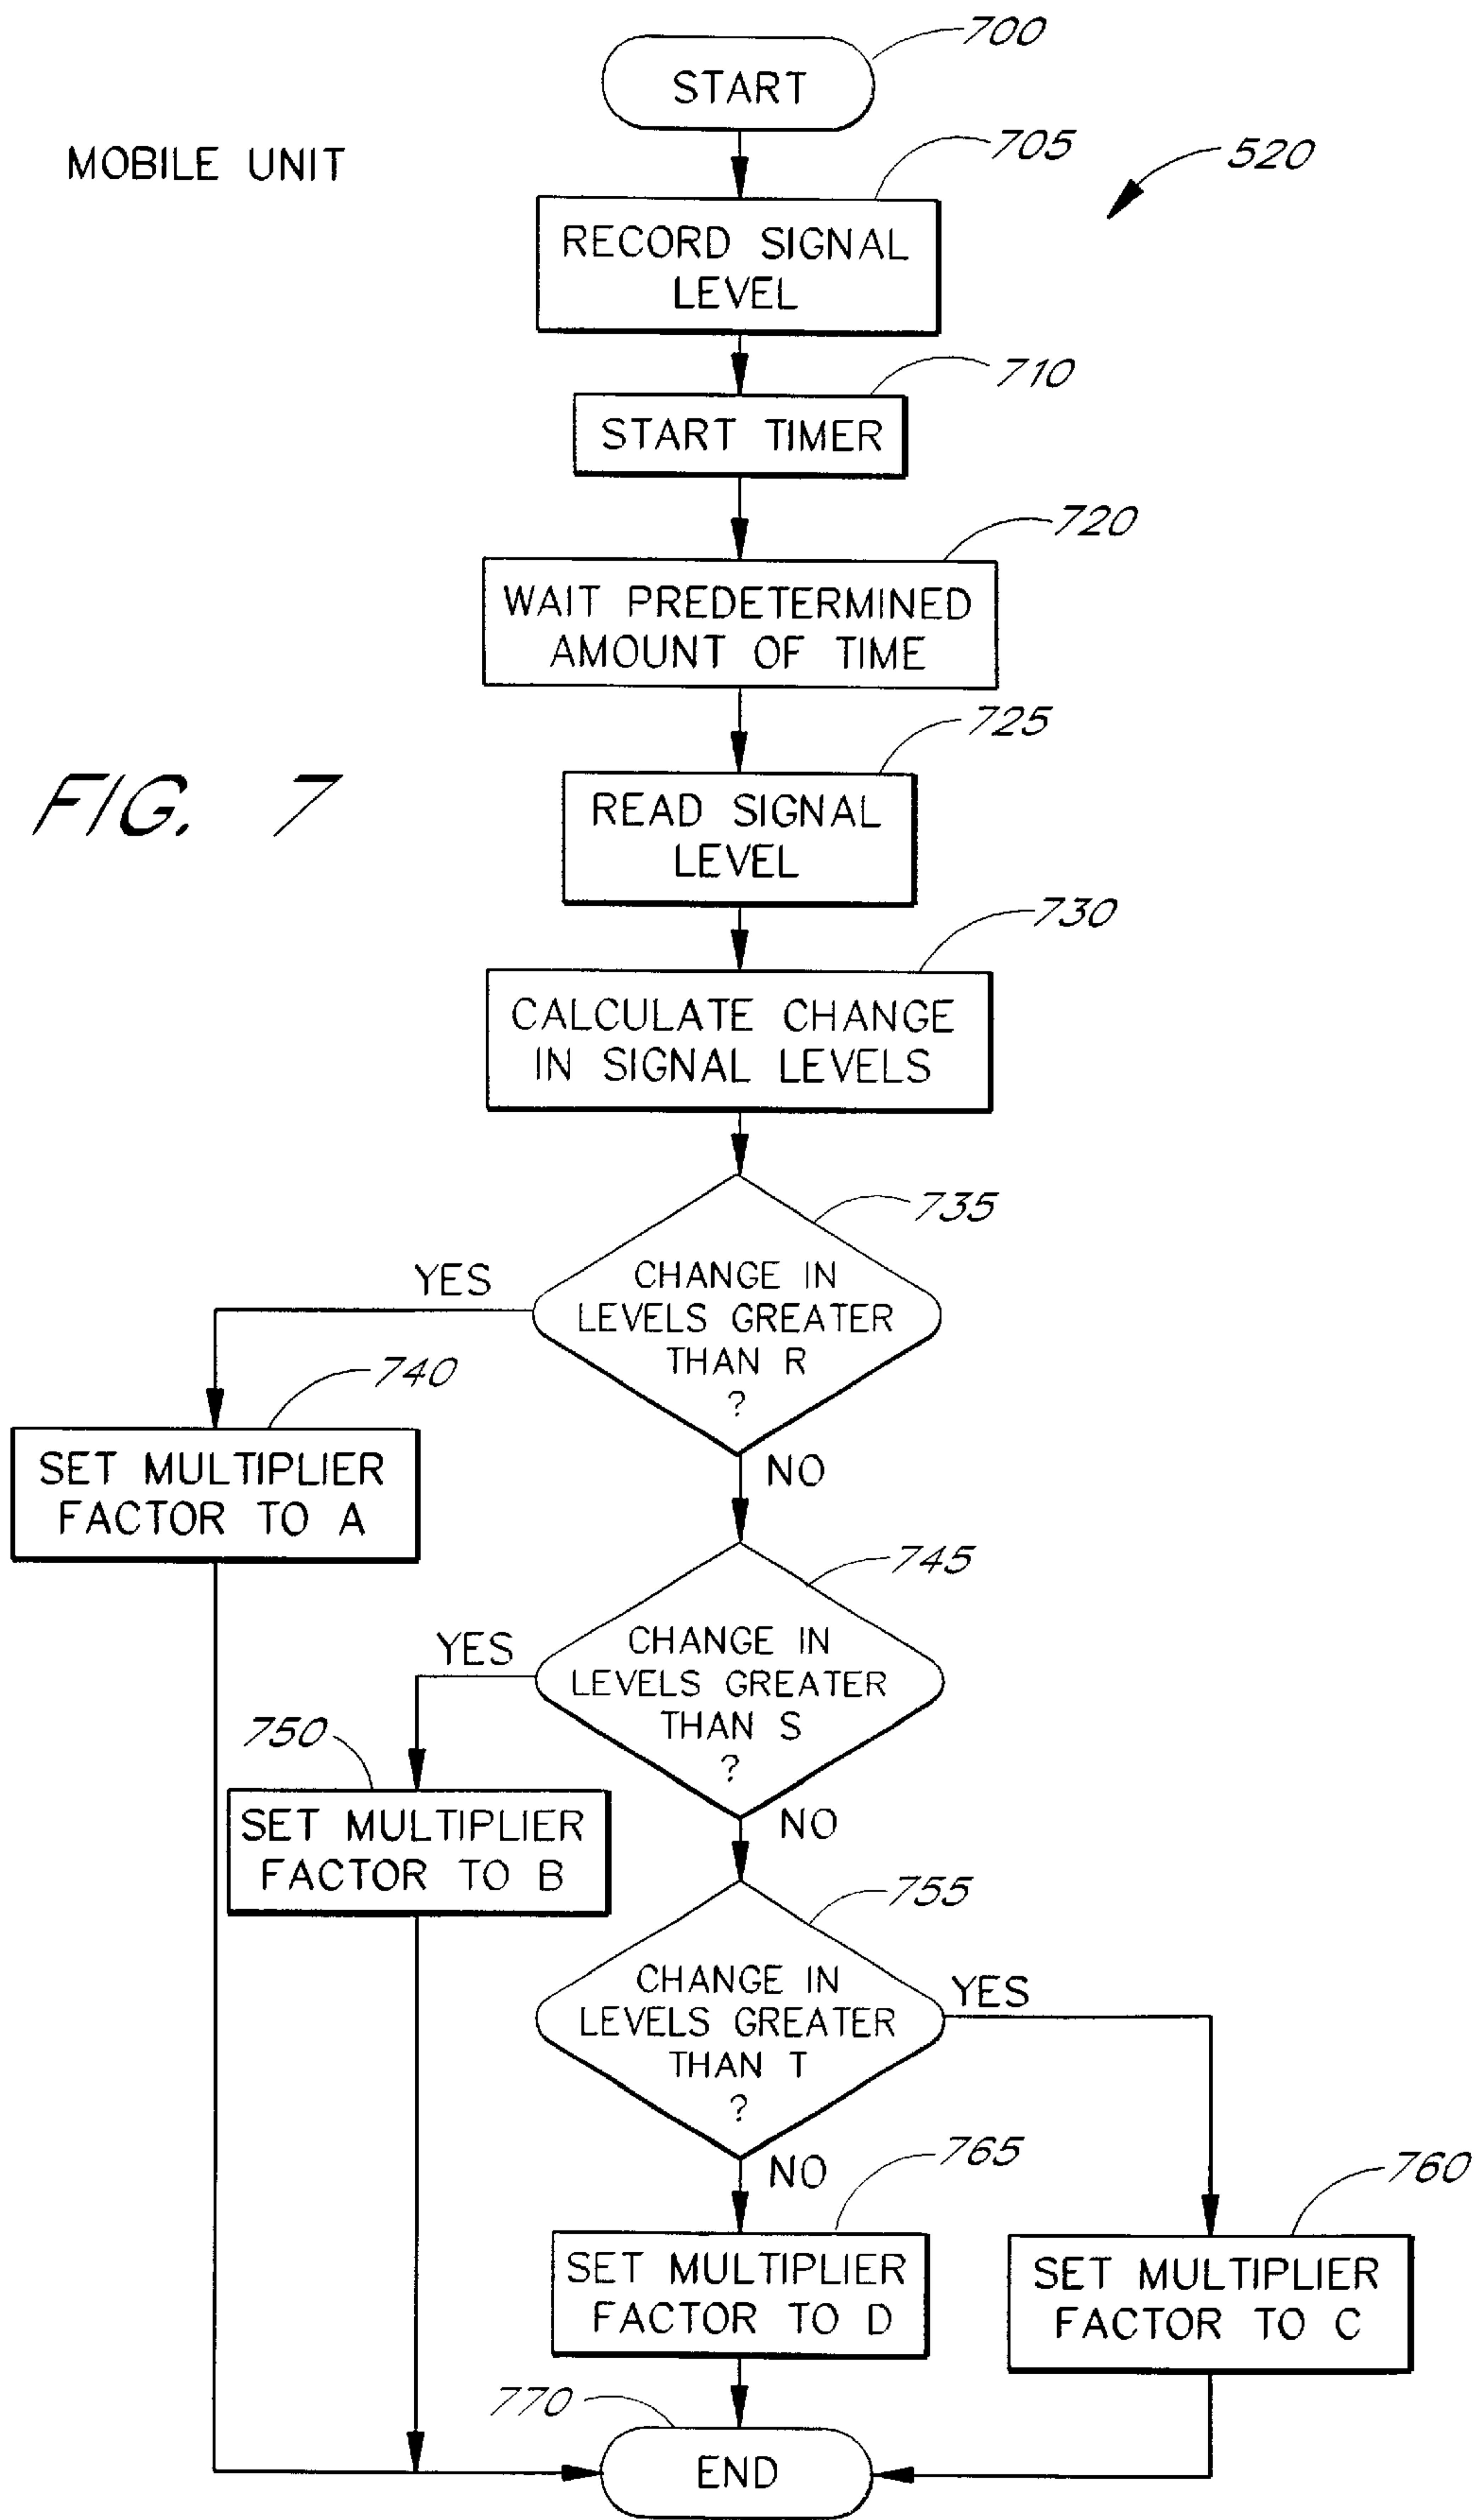 700
START
705
MOBILE UNIT
520
RECORD SIGNAL
LEVEL
710
START TIMER
720
WAIT PREDETERMINED
AMOUNT OF TIME
725
FIG. 7
READ SIGNAL
LEVEL
730
CALCULATE CHANGE
IN SIGNAL LEVELS
735
YES
CHANGE IN
LEVELS GREATER
THAN R
?
740
SET MULTIPLIER
FACTOR TO A
NO
745
YES
CHANGE IN
LEVELS GREATER
THAN S
?
750
SET MULTIPLIER
FACTOR TO B
NO
755
CHANGE IN
LEVELS GREATER
THAN T
?
YES
NO
765
760
SET MULTIPLIER
FACTOR TO D
SET MULTIPLIER
FACTOR TO C
770
END